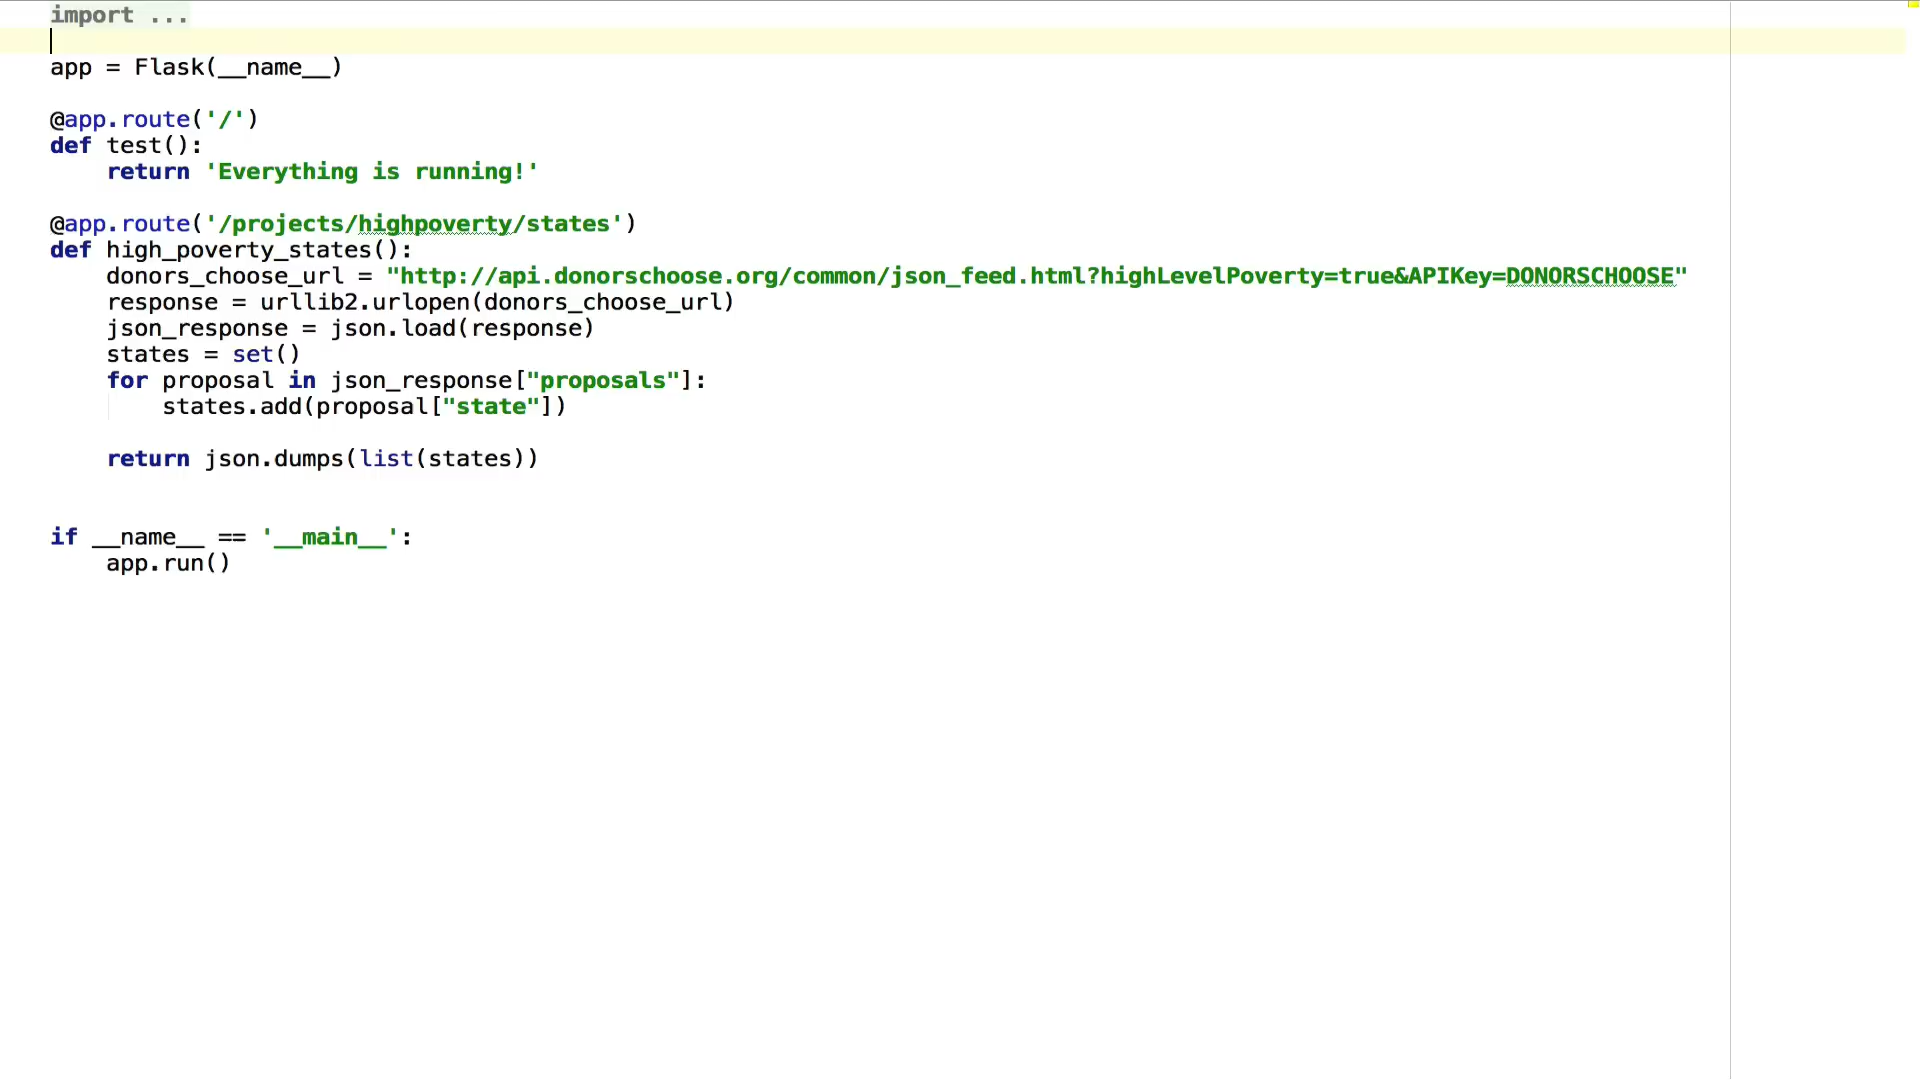 import ...
app = Flask(__name__)
@app.route('/')
def test():
    return 'Everything is running!'
@app.route('/projects/highpoverty/states')
def high_poverty_states():
    donors_choose_url = "http://api.donorschoose.org/common/json_feed.html?highLevelPoverty=true&APIKey=DONORSCHOOSE"
    response = urllib2.urlopen(donors_choose_url)
    json_response = json.load(response)
    states = set()
    for proposal in json_response["proposals"]:
        states.add(proposal["state"])
    return json.dumps(list(states))
if __name__ == '__main__':
    app.run()